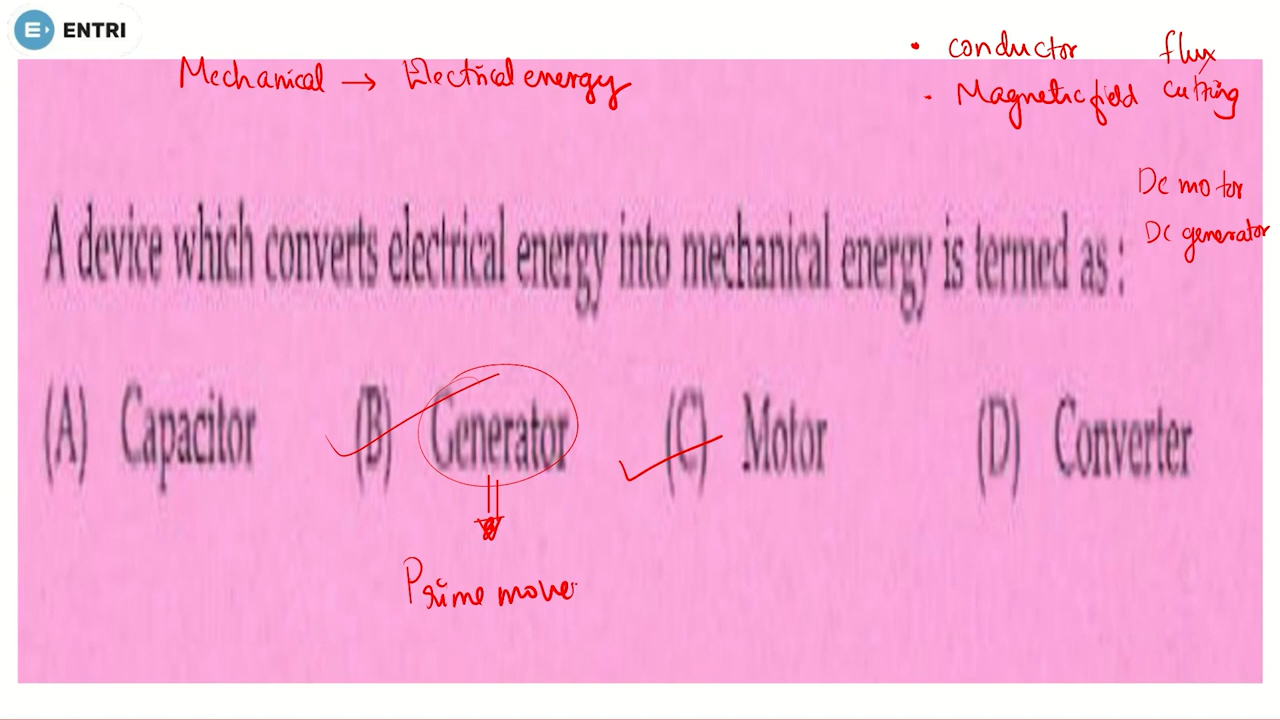 ENTRI
Mechanical → Electrical energy
• conductor flux
• Magnetic field cutting
Dc motor
Dc generator
A device which converts electrical energy into mechanical energy is termed as :
(A) Capacitor (B) Generator (C) Motor (D) Converter
Prime mover